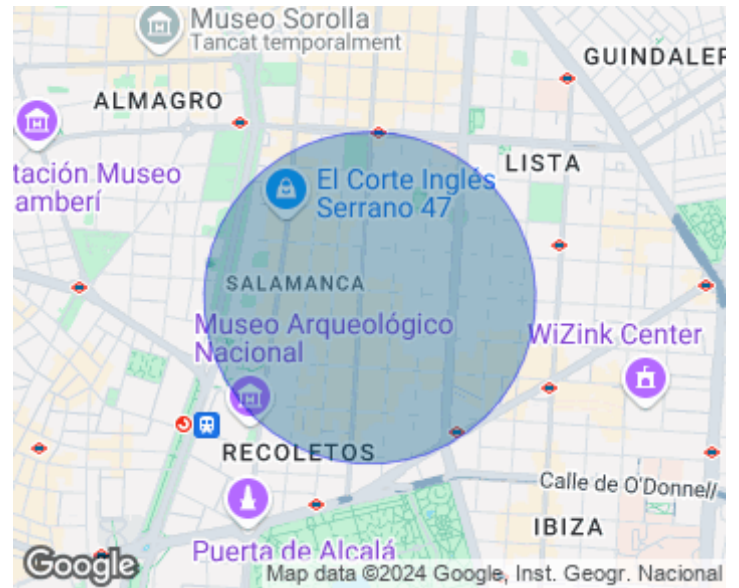 Museo Sorolla
Tancat temporalment
GUINDALER
ALMAGRO
tación Museo
amberí
LISTA
El Corte Inglés
Serrano 47
SALAMANCA
Museo Arqueológico
Nacional
WiZink Center
RECOLETOS
Calle de O'Donnell
IBIZA
Puerta de Alcalá
Google
Map data ©2024 Google, Inst. Geogr. Nacional